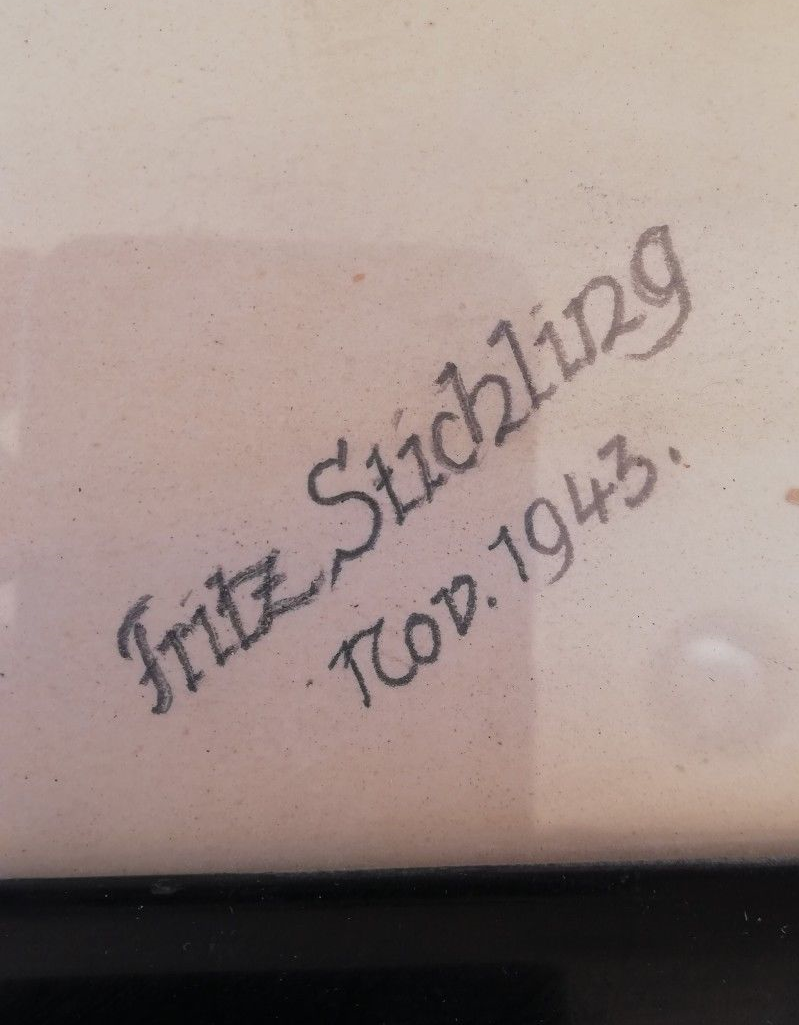 Fritz Stichling
Nov. 1943.